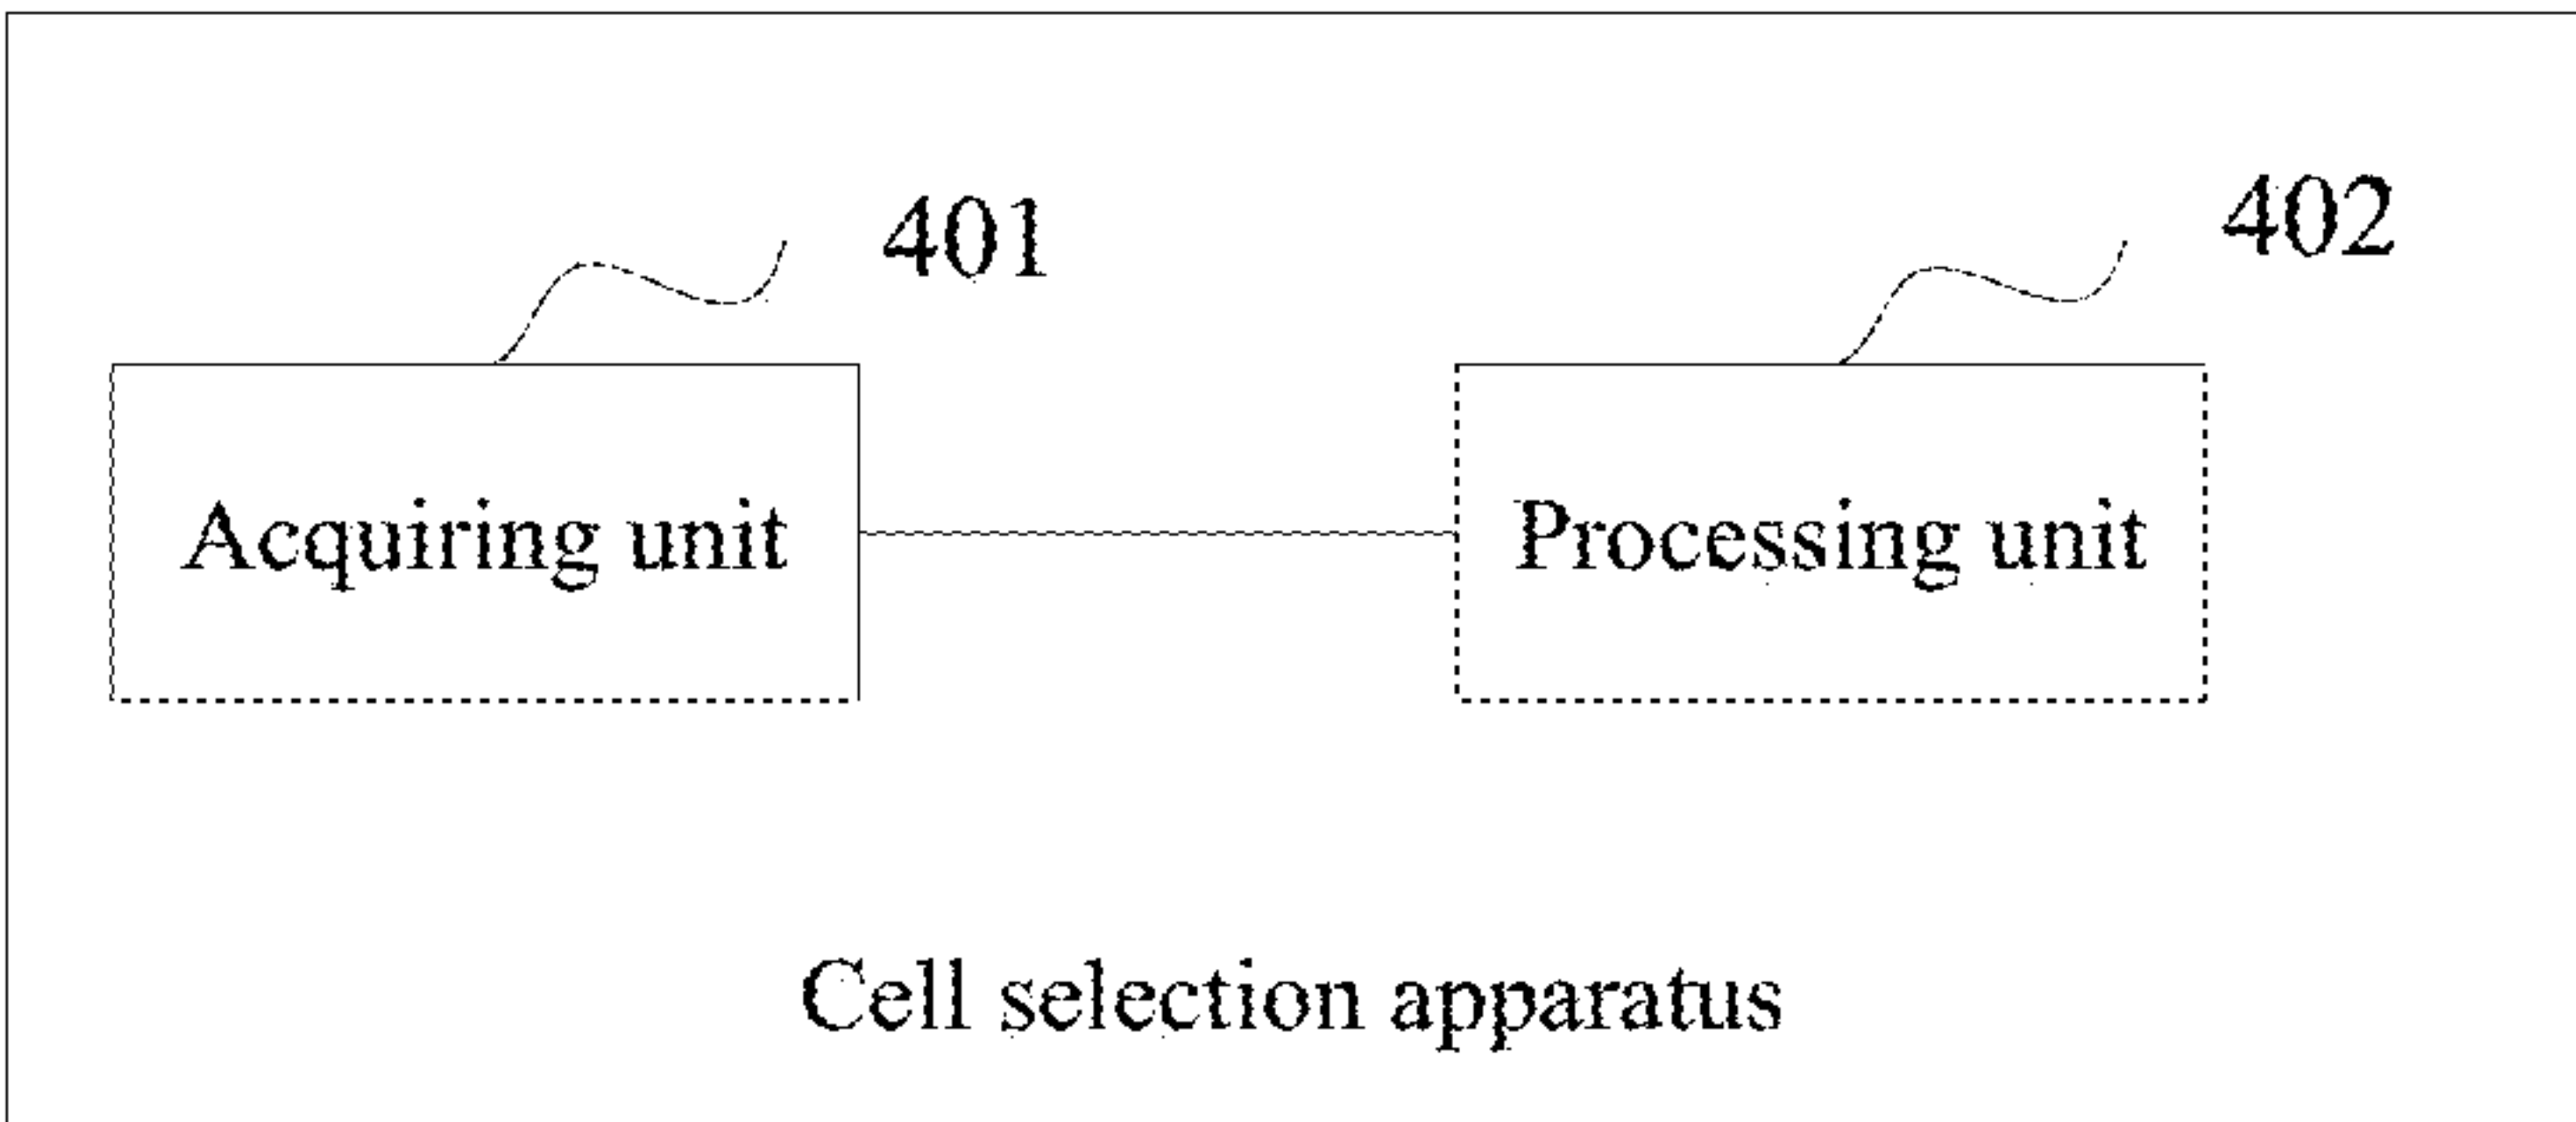 401
402
Acquiring unit
Processing unit
Cell selection apparatus